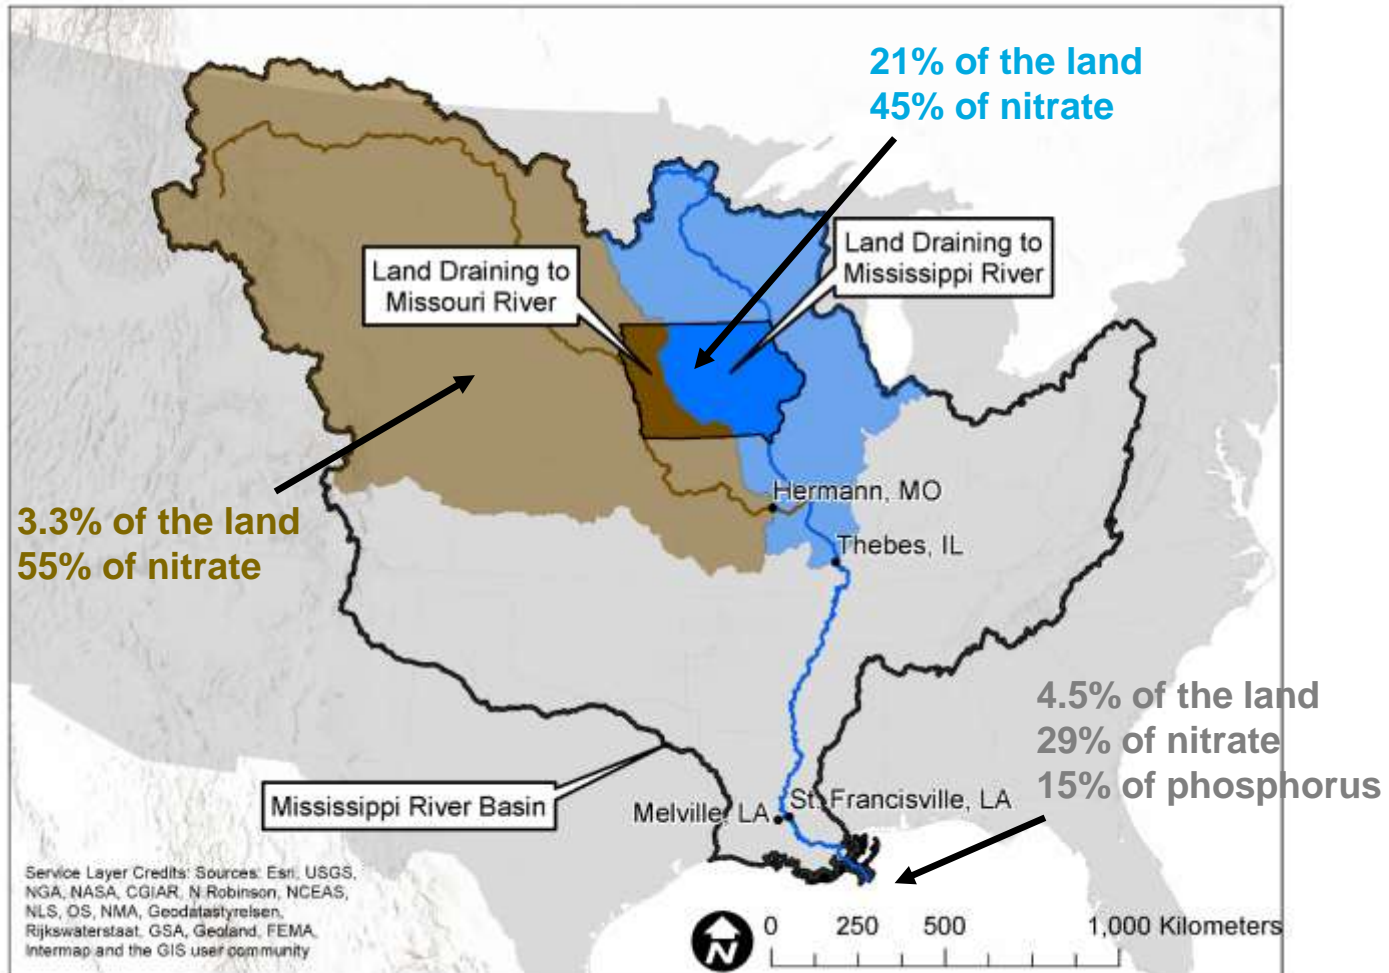 21% of the land
45% of nitrate
Land Draining to
Mississippi River
Land Draining to
Missouri River
Hermann, MO
3.3% of the land
55% of nitrate
Thebes, IL
4.5% of the land
29% of nitrate
15% of phosphorus
Mississippi River Basin
Melville, LA
St. Francisville, LA
Service Layer Credits: Sources: Esri, USGS,
NGA, NASA, CGIAR, N Robinson, NCEAS,
NLS, OS, NMA, Geodatastyrelsen,
Rijkswaterstaat, GSA, Geoland, FEMA,
Intermap and the GIS user community
N
0 250 500 1,000 Kilometers